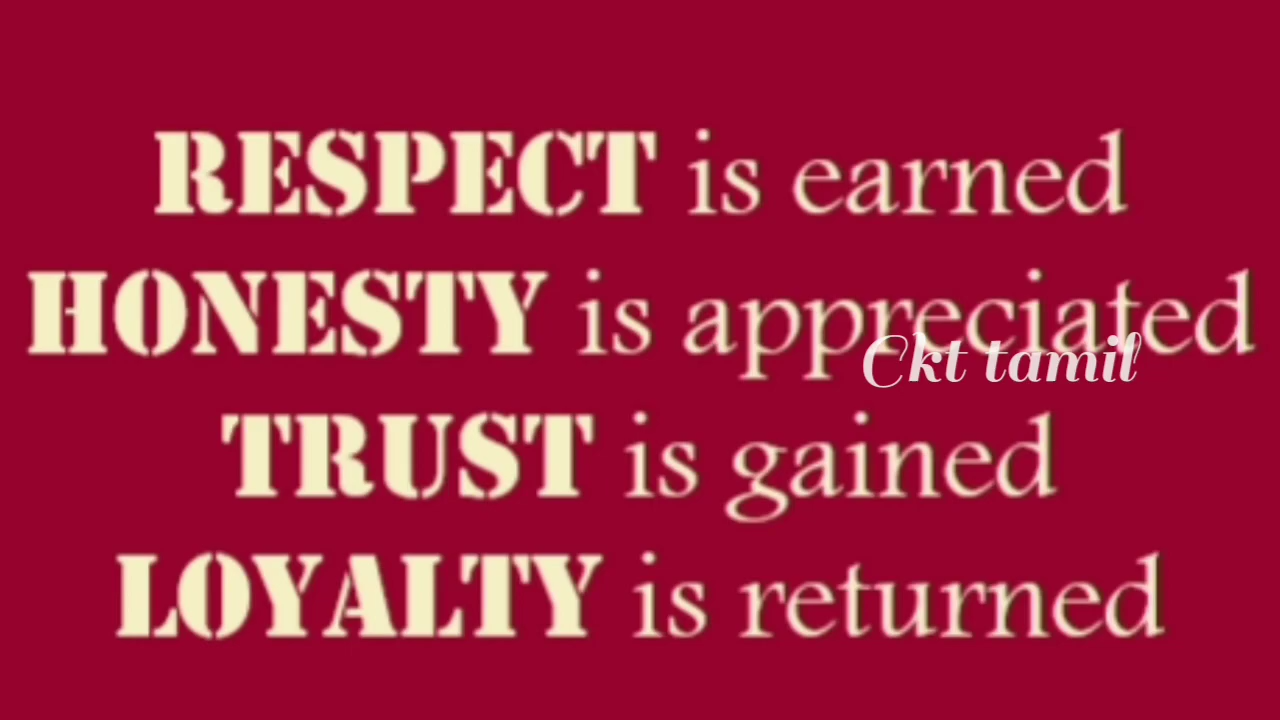 RESPECT is earned
HONESTY is appreciated
Ckt tamil
TRUST is gained
LOYALTY is returned